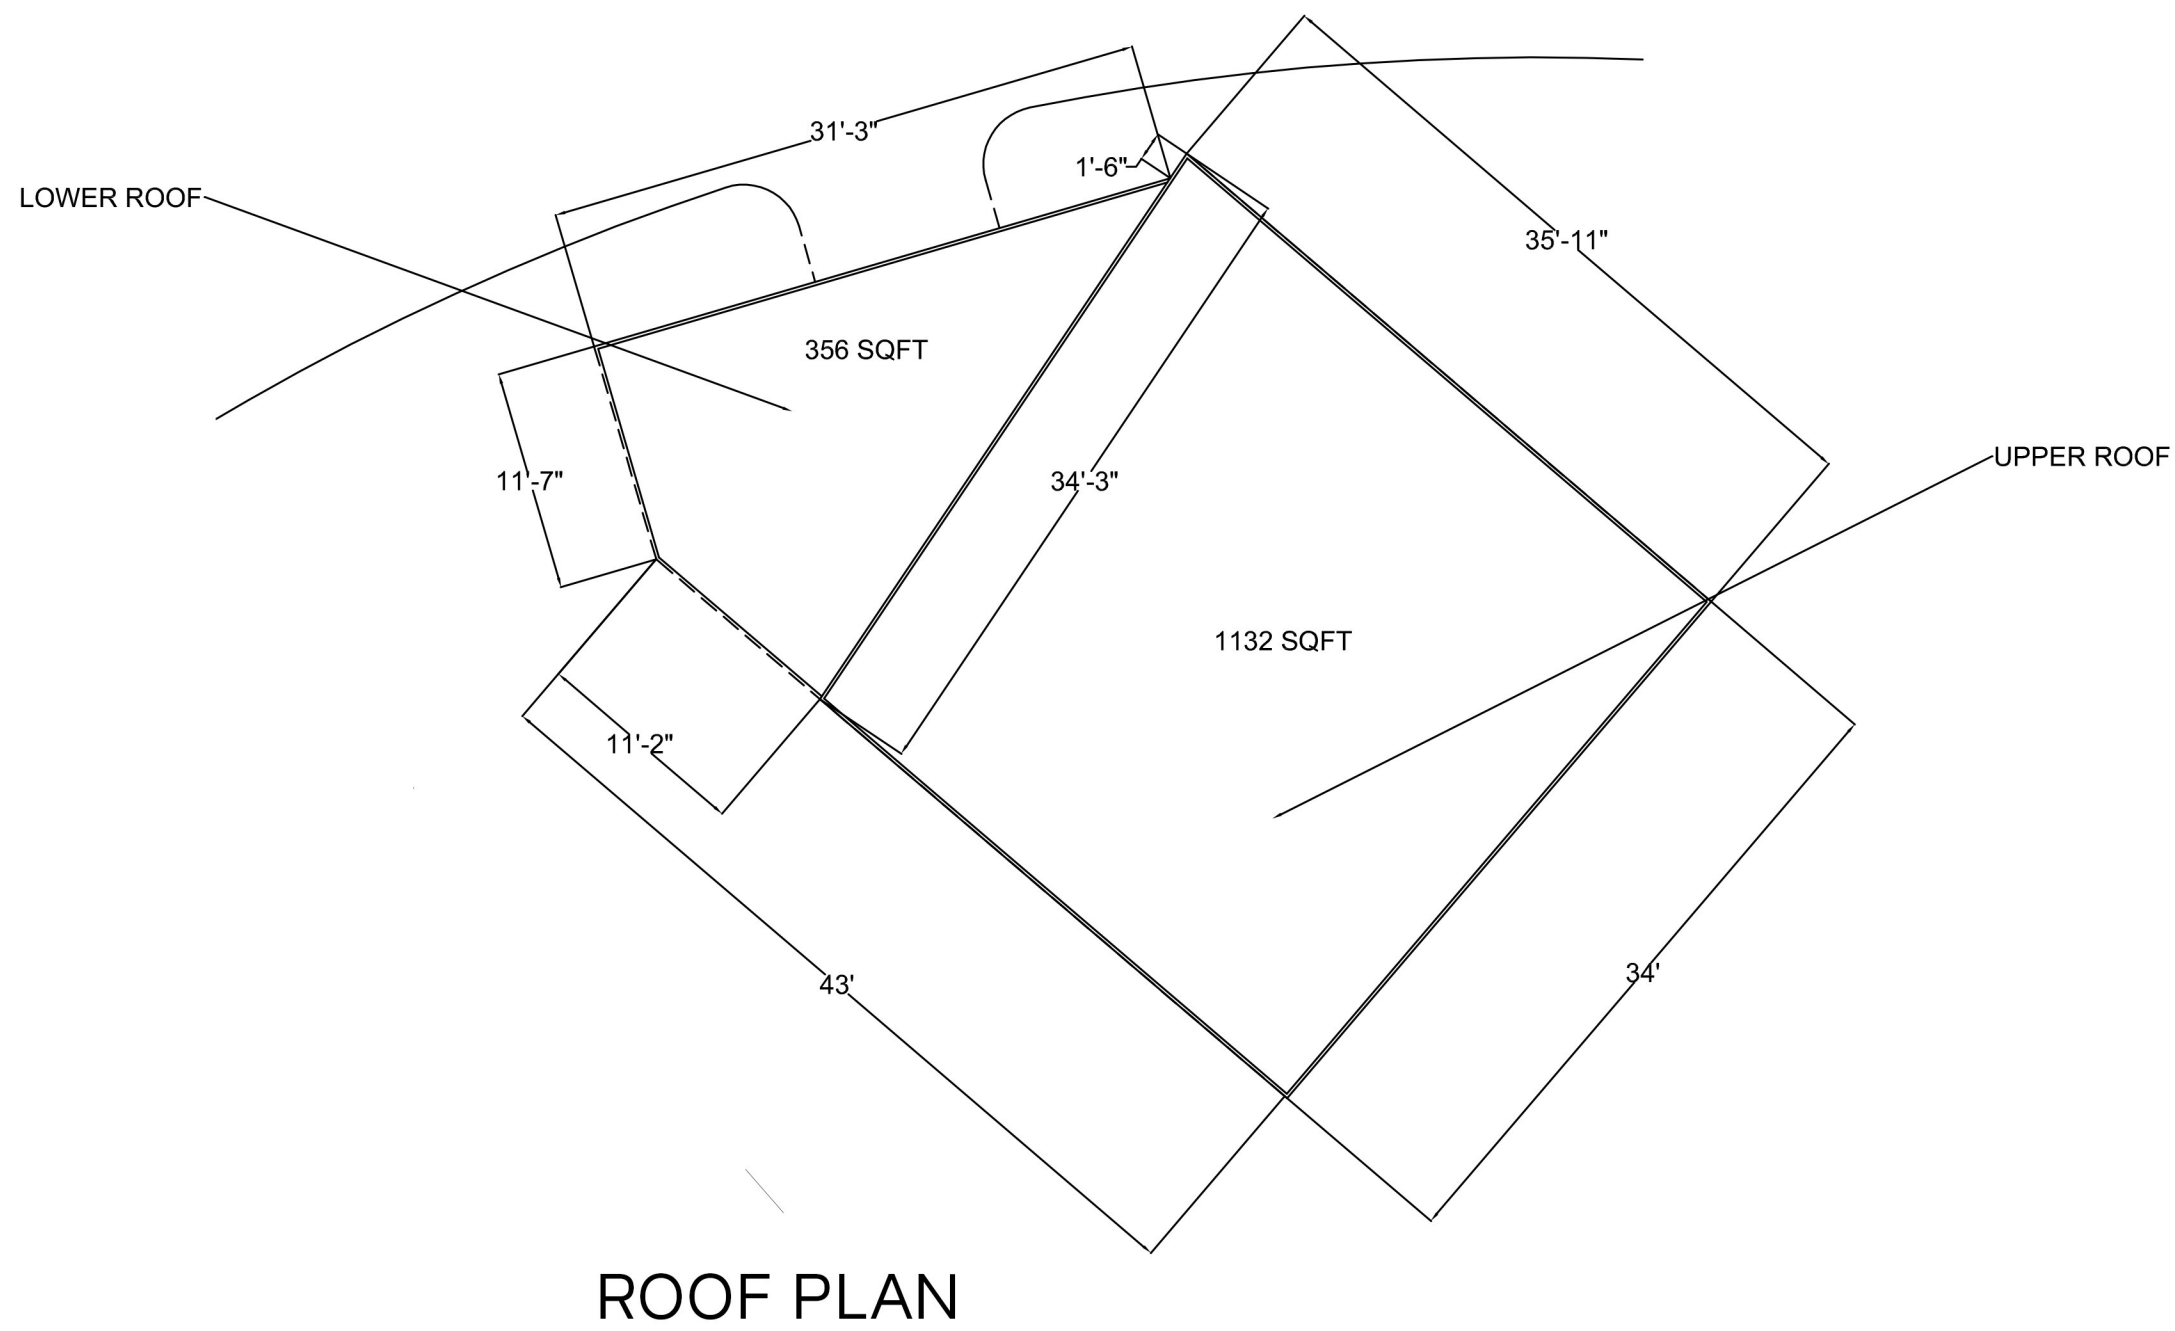 31'-3"
1'-6"
LOWER ROOF
35'-11"
356 SQFT
UPPER ROOF
11'-7"
34'-3"
1132 SQFT
11'-2"
34'
43'
ROOF PLAN